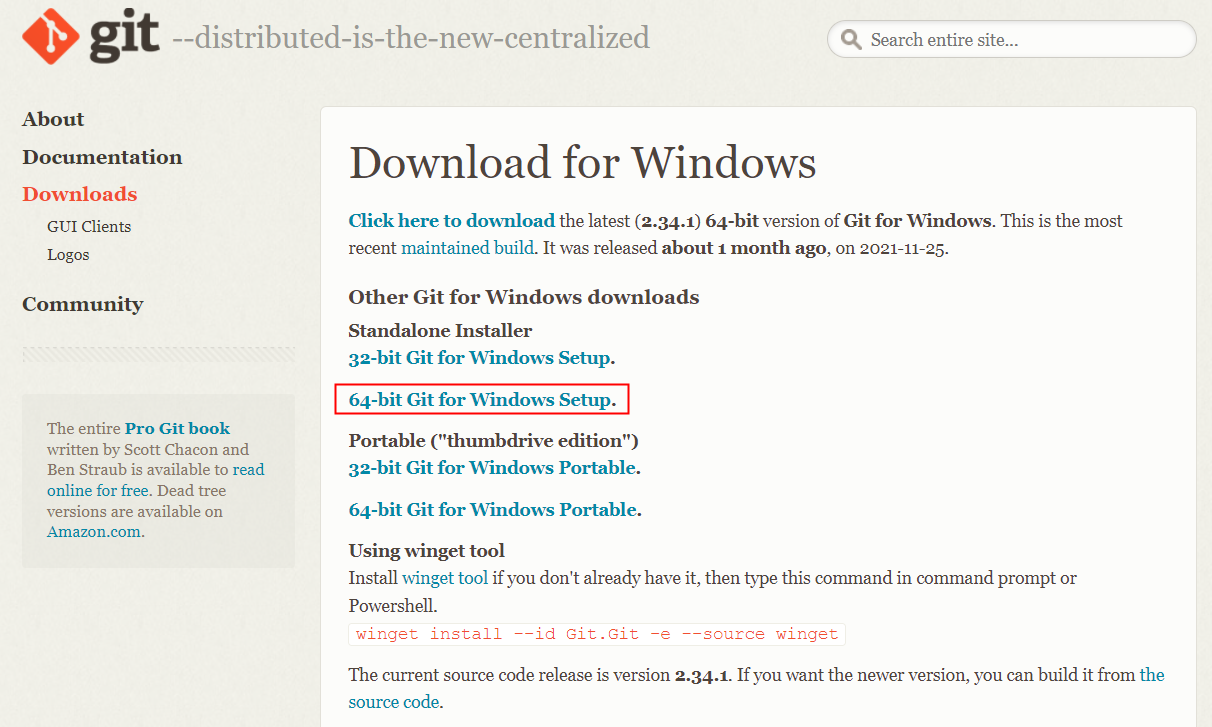 git --distributed-is-the-new-centralized
Search entire site...
About
Documentation
Downloads
GUI Clients
Logos
Community
The entire Pro Git book
written by Scott Chacon and
Ben Straub is available to read
online for free. Dead tree
versions are available on
Amazon.com.
Download for Windows
Click here to download the latest (2.34.1) 64-bit version of Git for Windows. This is the most
recent maintained build. It was released about 1 month ago, on 2021-11-25.
Other Git for Windows downloads
Standalone Installer
32-bit Git for Windows Setup.
64-bit Git for Windows Setup.
Portable ("thumbdrive edition")
32-bit Git for Windows Portable.
64-bit Git for Windows Portable.
Using winget tool
Install winget tool if you don't already have it, then type this command in command prompt or
Powershell.
winget install --id Git.Git -e --source winget
The current source code release is version 2.34.1. If you want the newer version, you can build it from the
source code.